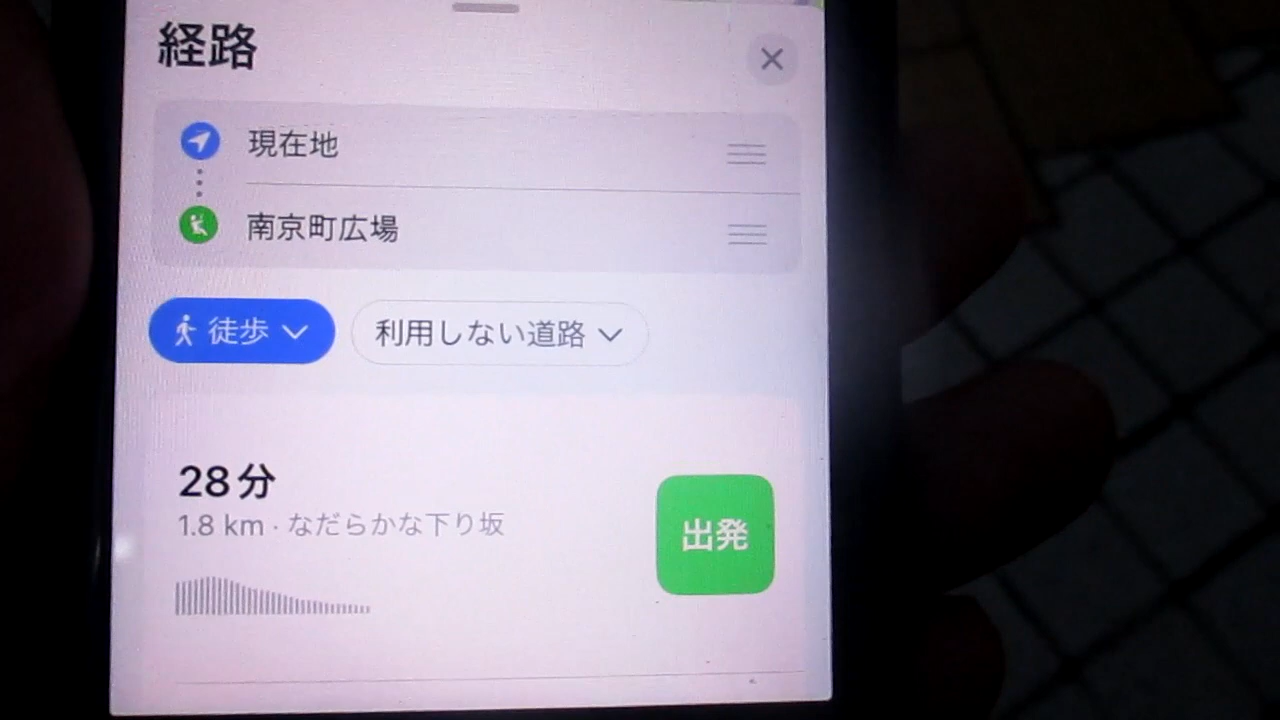 経路
現在地
南京町広場
徒歩
利用しない道路
28分
1.8 km · なだらかな下り坂
出発